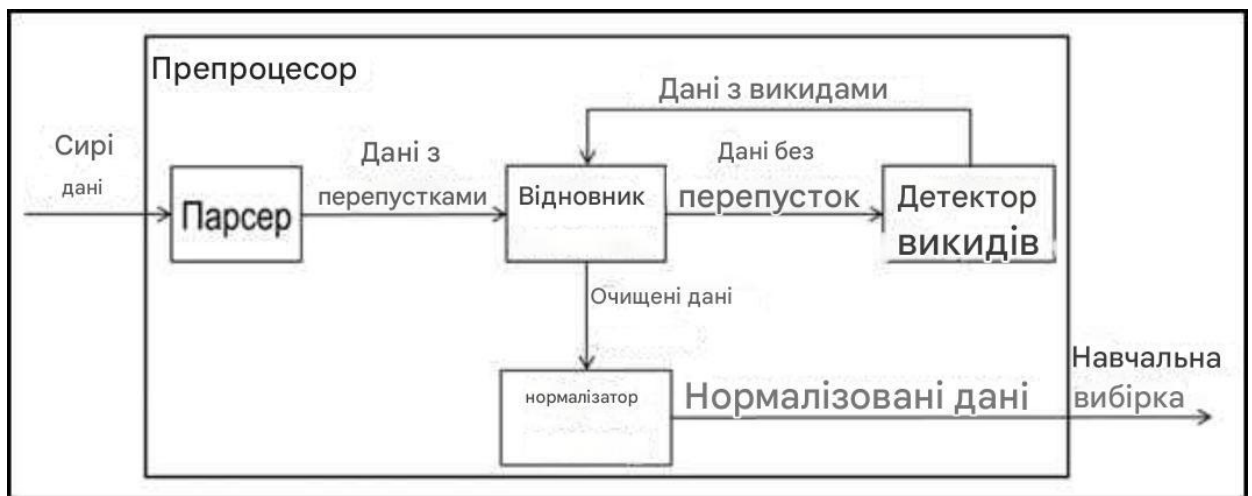 Препроцесор
Дані з викидами
Сирі
дані
Дані з
перепустками
Дані без
перепусток
Парсер
Відновник
Детектор
викидів
Очищені дані
нормалізатор
Нормалізовані дані
Навчальна
вибірка